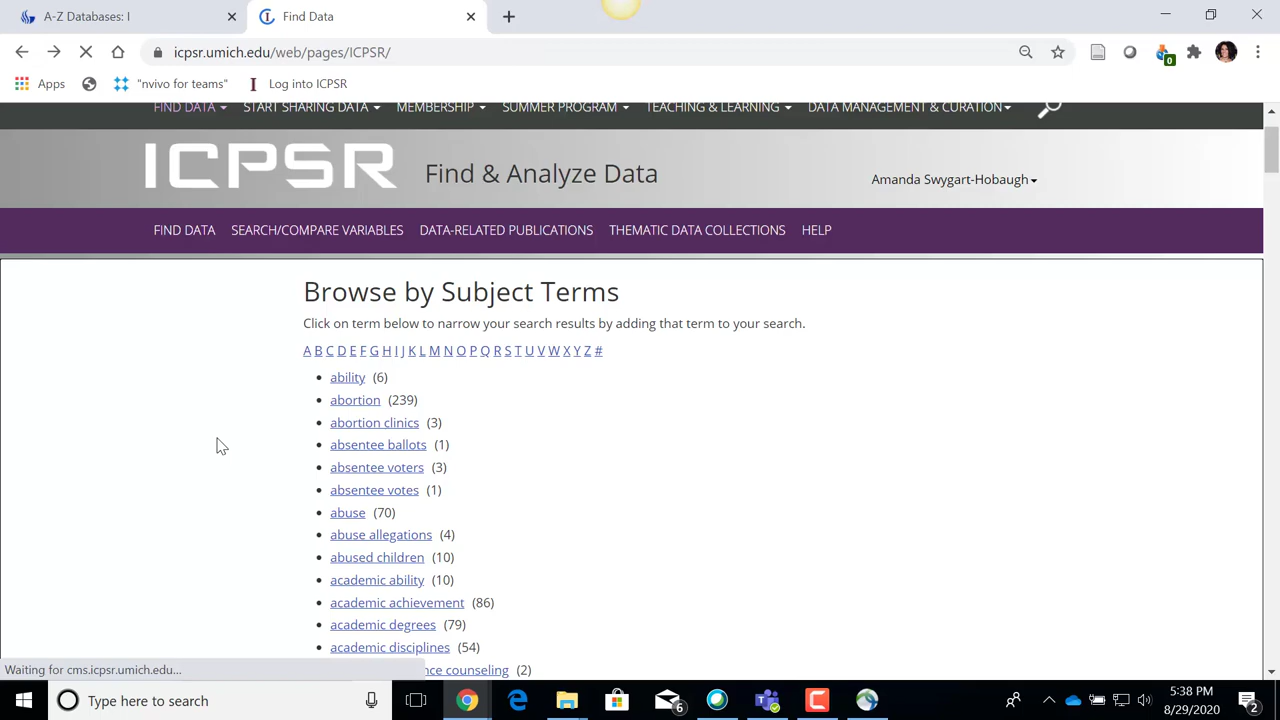 A-Z Databases: I
Find Data
icpsr.umich.edu/web/pages/ICPSR/
Apps
"nvivo for teams"
Log into ICPSR
0
FIND DATA
START SHARING DATA
MEMBERSHIP
SUMMER PROGRAM
TEACHING & LEARNING
DATA MANAGEMENT & CURATION
ICPSR
Find & Analyze Data
Amanda Swygart-Hobaugh
FIND DATA
SEARCH/COMPARE VARIABLES
DATA-RELATED PUBLICATIONS
THEMATIC DATA COLLECTIONS
HELP
Browse by Subject Terms
Click on term below to narrow your search results by adding that term to your search.
A B C D E F G H I J K L M N O P Q R S T U V W X Y Z #
ability (6)
abortion (239)
abortion clinics (3)
absentee ballots (1)
absentee voters (3)
absentee votes (1)
abuse (70)
abuse allegations (4)
abused children (10)
academic ability (10)
academic achievement (86)
academic degrees (79)
academic disciplines (54)
nce counseling (2)
Waiting for cms.icpsr.umich.edu...
Type here to search
6
5:38 PM
8/29/2020
2